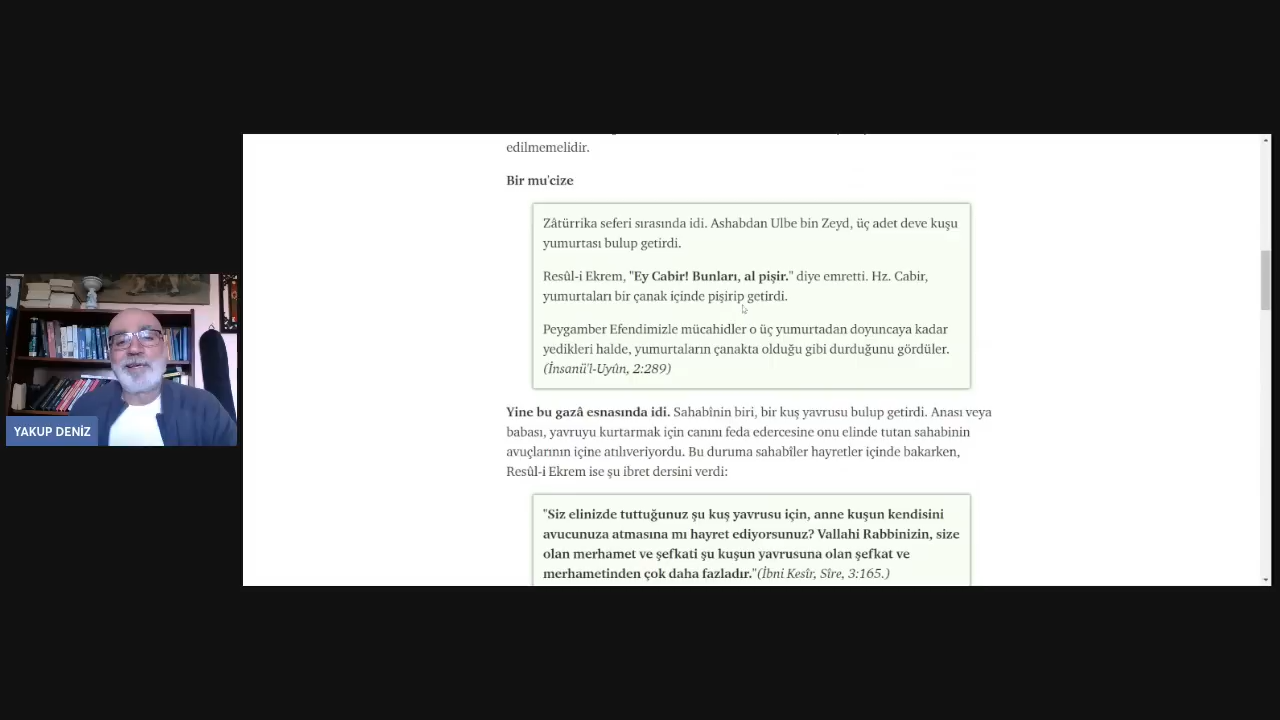 edilmemelidir.
Bir mu'cize
Zâtürrika seferi sırasında idi. Ashabdan Ulbe bin Zeyd, üç adet deve kuşu
yumurtası bulup getirdi.
Resûl-i Ekrem, "Ey Cabir! Bunları, al pişir." diye emretti. Hz. Cabir,
yumurtaları bir çanak içinde pişirip getirdi.
Peygamber Efendimizle mücahidler o üç yumurtadan doyuncaya kadar
yedikleri halde, yumurtaların çanakta olduğu gibi durduğunu gördüler.
(İnsanü'l-Uyûn, 2:289)
Yine bu gazâ esnasında idi. Sahabînin biri, bir kuş yavrusu bulup getirdi. Anası veya
babası, yavruyu kurtarmak için canını feda edercesine onu elinde tutan sahabinin
avuçlarının içine atılıveriyordu. Bu duruma sahabîler hayretler içinde bakarken,
Resûl-i Ekrem ise şu ibret dersini verdi:
"Siz elinizde tuttuğunuz şu kuş yavrusu için, anne kuşun kendisini
avucunuza atmasına mı hayret ediyorsunuz? Vallahi Rabbinizin, size
olan merhamet ve şefkati şu kuşun yavrusuna olan şefkat ve
merhametinden çok daha fazladır."(İbni Kesîr, Sîre, 3:165.)
YAKUP DENİZ